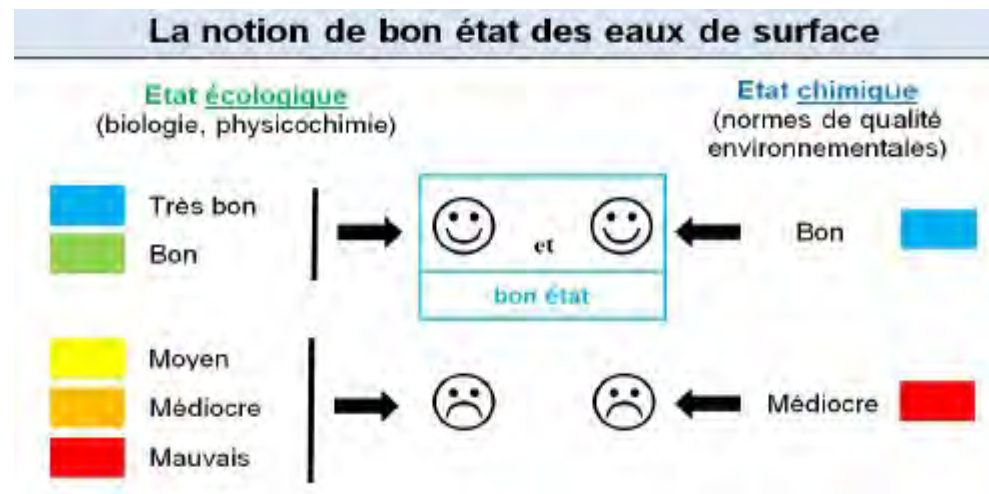 La notion de bon état des eaux de surface
Etat écologique
(biologie, physicochimie)
Etat chimique
(normes de qualité
environnementales)
Très bon
Bon
et
bon état
Bon
Moyen
Médiocre
Mauvais
Médiocre